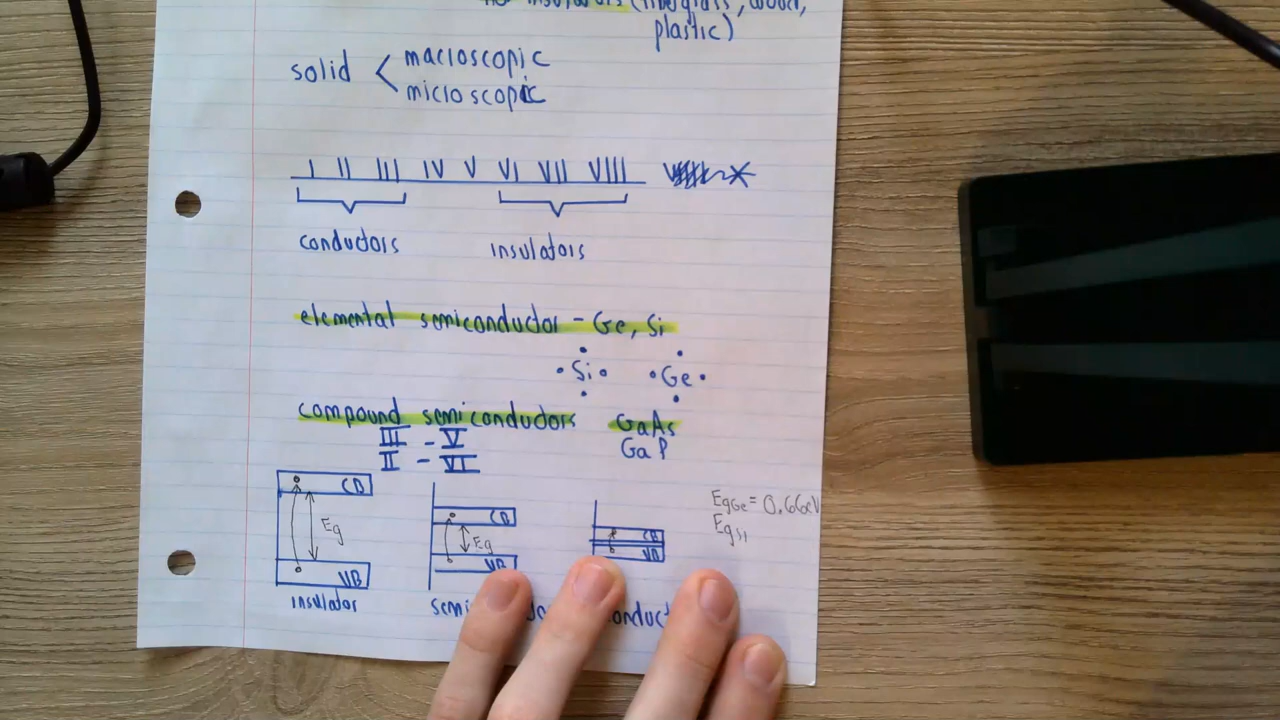 plastic)
solid < macroscopic
microscopic
I II III IV V VI VII VIII
conductors insulators
elemental semiconductor - Ge, Si
Si Ge
compound semiconductors GaAs
III - V GaP
II - VI
CB Eg VB
CB Eg VB
CB VB
EgGe = 0.66eV
EgSi
insulator